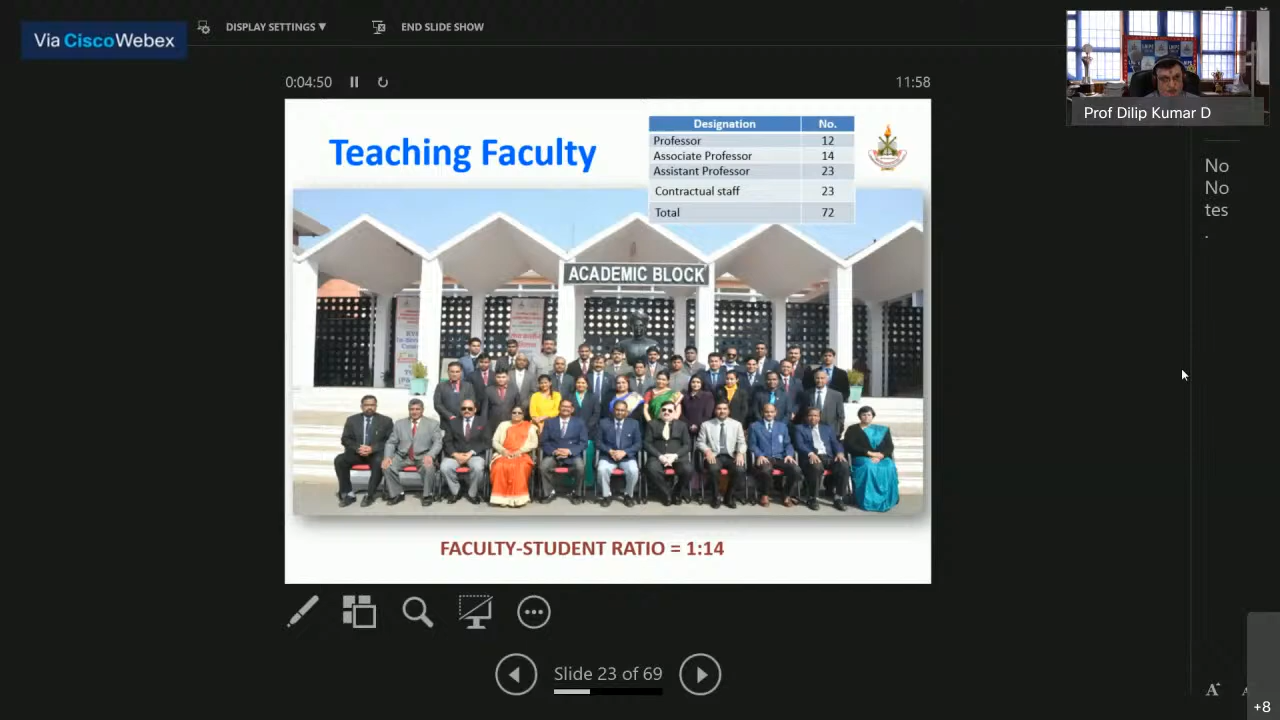 Via CiscoWebex
DISPLAY SETTINGS ▼
END SLIDE SHOW
0:04:50
11:58
Prof Dilip Kumar D
Teaching Faculty
Designation No.
Professor 12
Associate Professor 14
Assistant Professor 23
Contractual staff 23
Total 72
ACADEMIC BLOCK
FACULTY-STUDENT RATIO = 1:14
No
No
tes
.
Slide 23 of 69
A
+8